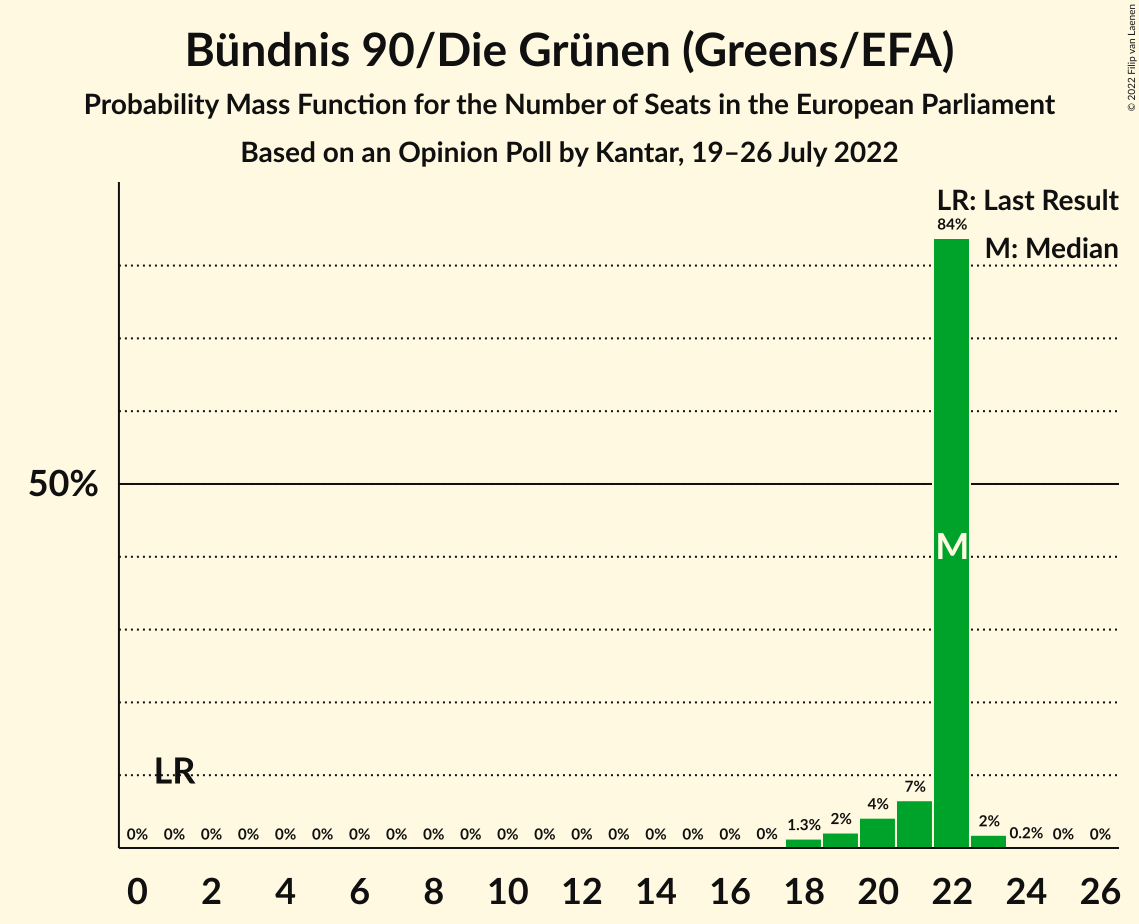 Bündnis 90/Die Grünen (Greens/EFA)
Probability Mass Function for the Number of Seats in the European Parliament
Based on an Opinion Poll by Kantar, 19–26 July 2022
© 2022 Filip van Laenen
LR: Last Result
84%
M: Median
50%
M
LR
0% 0% 0% 0% 0% 0% 0% 0% 0% 0% 0% 0% 0% 0% 0% 0% 0% 0% 1.3% 2% 4% 7% 2% 0.2% 0% 0%
0 2 4 6 8 10 12 14 16 18 20 22 24 26